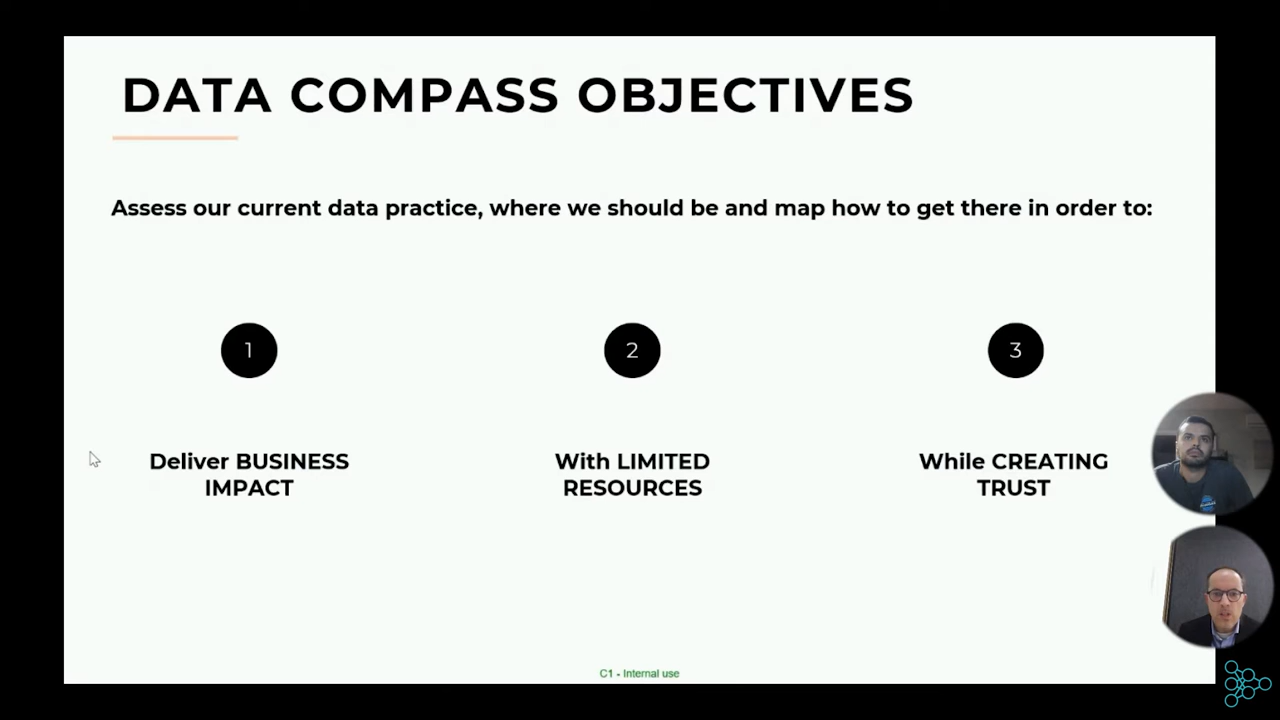 DATA COMPASS OBJECTIVES
Assess our current data practice, where we should be and map how to get there in order to:
1
2
3
Deliver BUSINESS
IMPACT
With LIMITED
RESOURCES
While CREATING
TRUST
C1 - Internal use